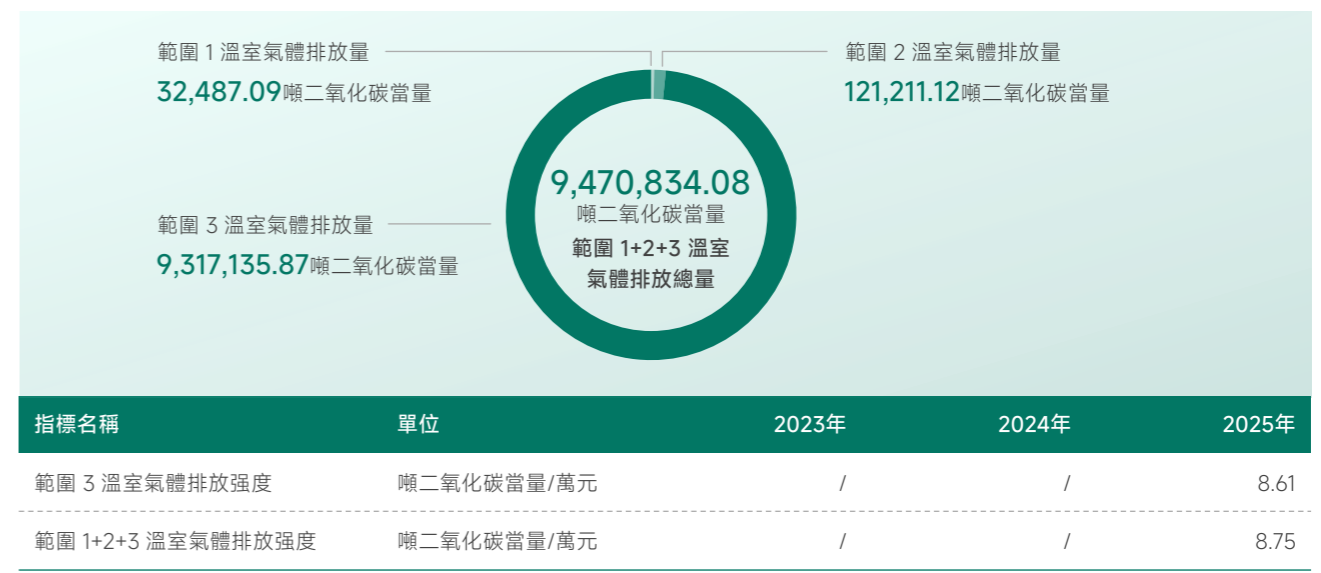 範圍 1 溫室氣體排放量
32,487.09噸二氧化碳當量
範圍 2 溫室氣體排放量
121,211.12噸二氧化碳當量
範圍 3 溫室氣體排放量
9,317,135.87噸二氧化碳當量
9,470,834.08
噸二氧化碳當量
範圍 1+2+3 溫室
氣體排放總量
指標名稱 單位 2023年 2024年 2025年
範圍 3 溫室氣體排放强度 噸二氧化碳當量/萬元 / / 8.61
範圍 1+2+3 溫室氣體排放强度 噸二氧化碳當量/萬元 / / 8.75